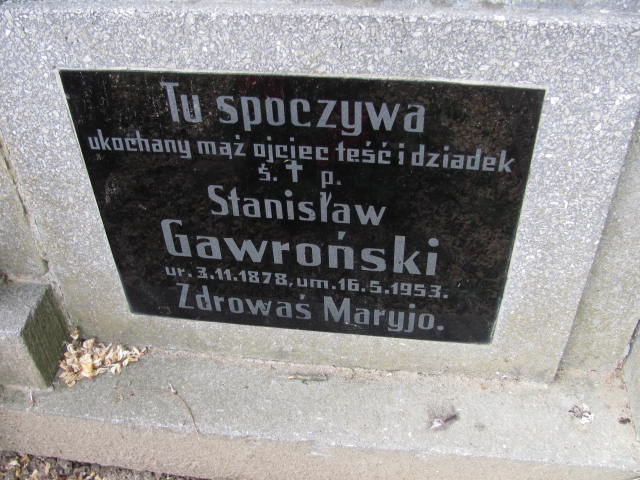 Tu spoczywa
ukochany mąż ojciec teść i dziadek
ś. ✝ p.
Stanisław
Gawroński
ur. 3.11.1878, um. 16.5.1953.
Zdrowaś Maryjo.